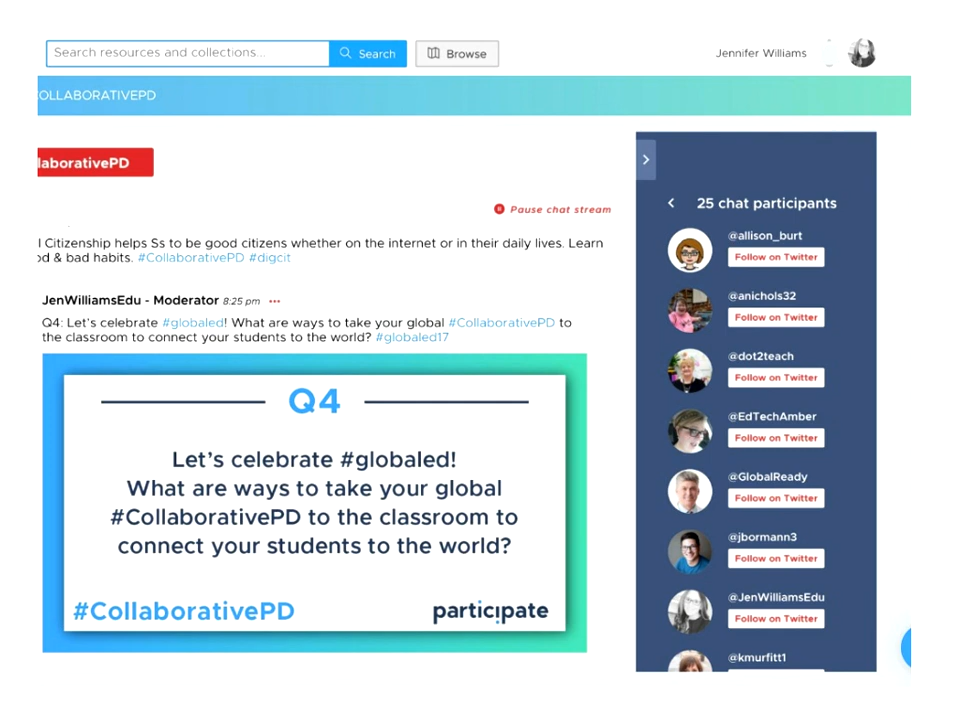 Search resources and collections...
Search
Browse
Jennifer Williams
OLLABORATIVEPD
laborativePD
Pause chat stream
l Citizenship helps Ss to be good citizens whether on the internet or in their daily lives. Learn
od & bad habits. #CollaborativePD #digcit
JenWilliamsEdu - Moderator 8:25 pm •••
Q4: Let's celebrate #globaled! What are ways to take your global #CollaborativePD to
the classroom to connect your students to the world? #globaled17
Q4
Let's celebrate #globaled!
What are ways to take your global
#CollaborativePD to the classroom to
connect your students to the world?
#CollaborativePD
participate
25 chat participants
@allison_burt
Follow on Twitter
@anichols32
Follow on Twitter
@dot2teach
Follow on Twitter
@EdTechAmber
Follow on Twitter
@GlobalReady
Follow on Twitter
@jbormann3
Follow on Twitter
@JenWilliamsEdu
Follow on Twitter
@kmurfitt1
Follow on Twitter